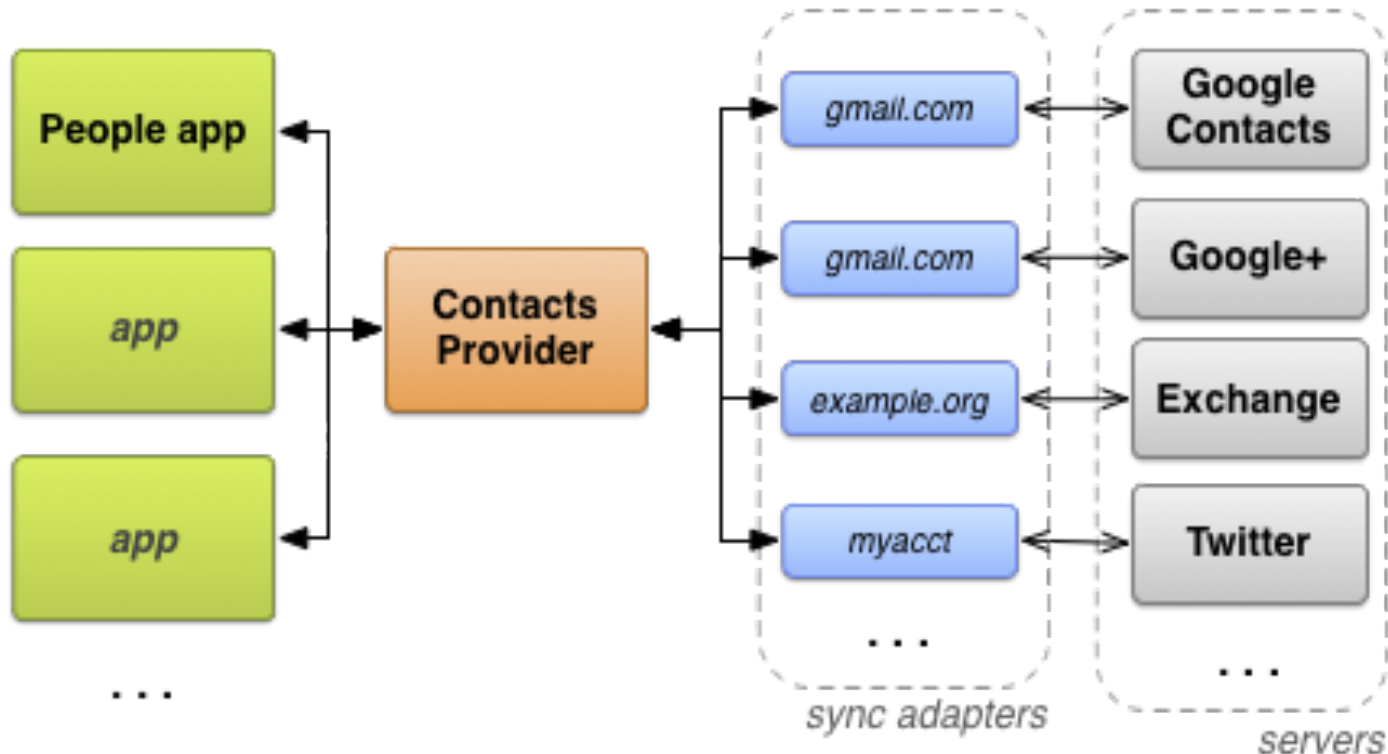 People app
app
app
...
Contacts
Provider
gmail.com
gmail.com
example.org
myacct
...
sync adapters
Google
Contacts
Google+
Exchange
Twitter
...
servers